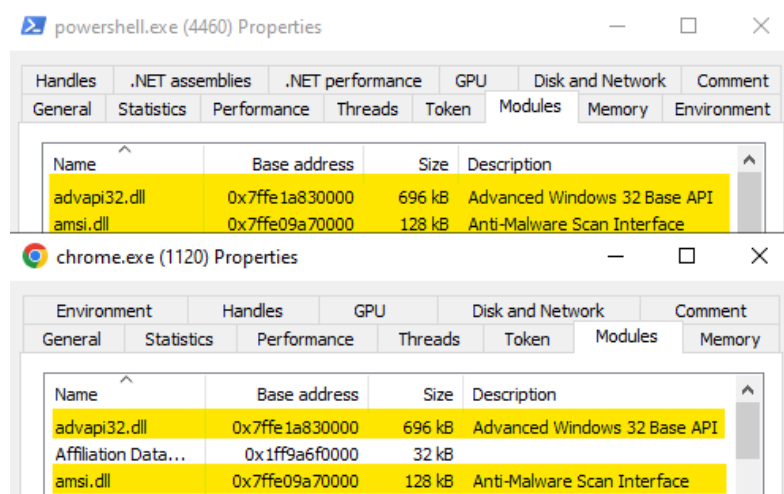 powershell.exe (4460) Properties
Handles .NET assemblies .NET performance GPU Disk and Network Comment
General Statistics Performance Threads Token Modules Memory Environment
Name Base address Size Description
advapi32.dll 0x7ffe1a830000 696 kB Advanced Windows 32 Base API
amsi.dll 0x7ffe09a70000 128 kB Anti-Malware Scan Interface
chrome.exe (1120) Properties
Environment Handles GPU Disk and Network Comment
General Statistics Performance Threads Token Modules Memory
Name Base address Size Description
advapi32.dll 0x7ffe1a830000 696 kB Advanced Windows 32 Base API
Affiliation Data... 0x1ff9a6f0000 32 kB
amsi.dll 0x7ffe09a70000 128 kB Anti-Malware Scan Interface